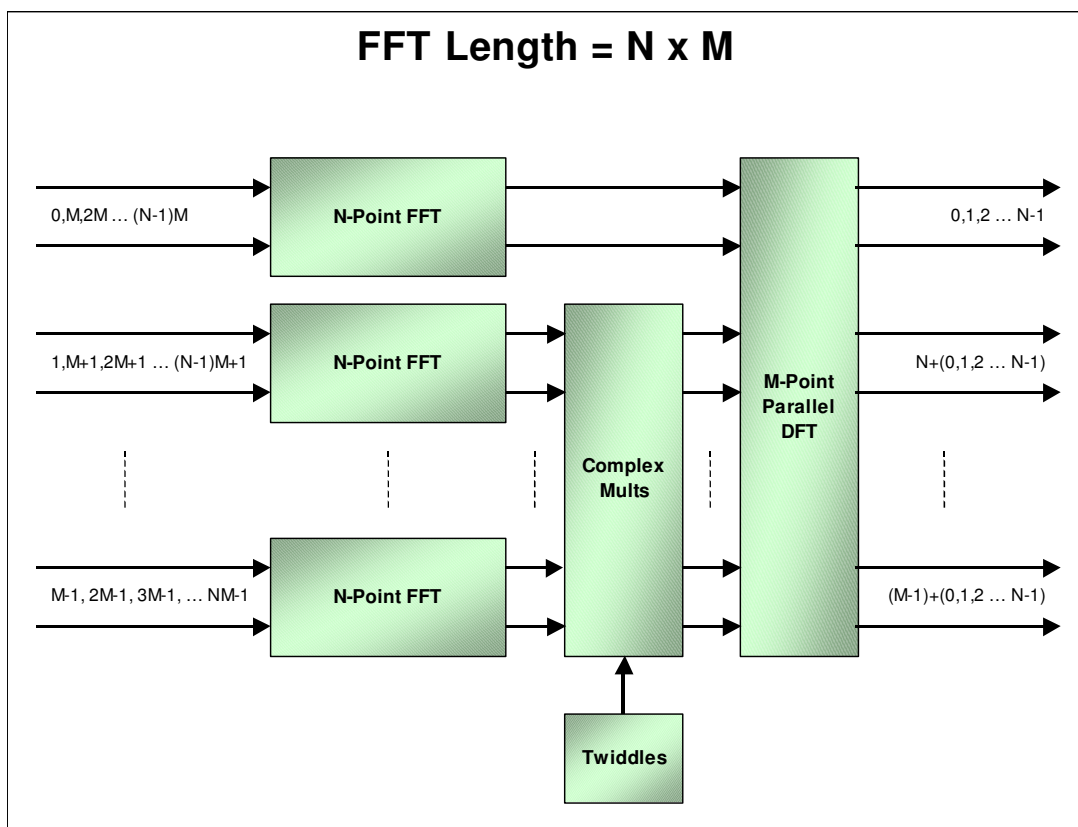 FFT Length = N x M
0,M,2M … (N-1)M
N-Point FFT
0,1,2 … N-1
1,M+1,2M+1 … (N-1)M+1
N-Point FFT
N+(0,1,2 … N-1)
M-Point
Parallel
DFT
Complex
Mults
M-1, 2M-1, 3M-1, … NM-1
N-Point FFT
(M-1)+(0,1,2 … N-1)
Twiddles